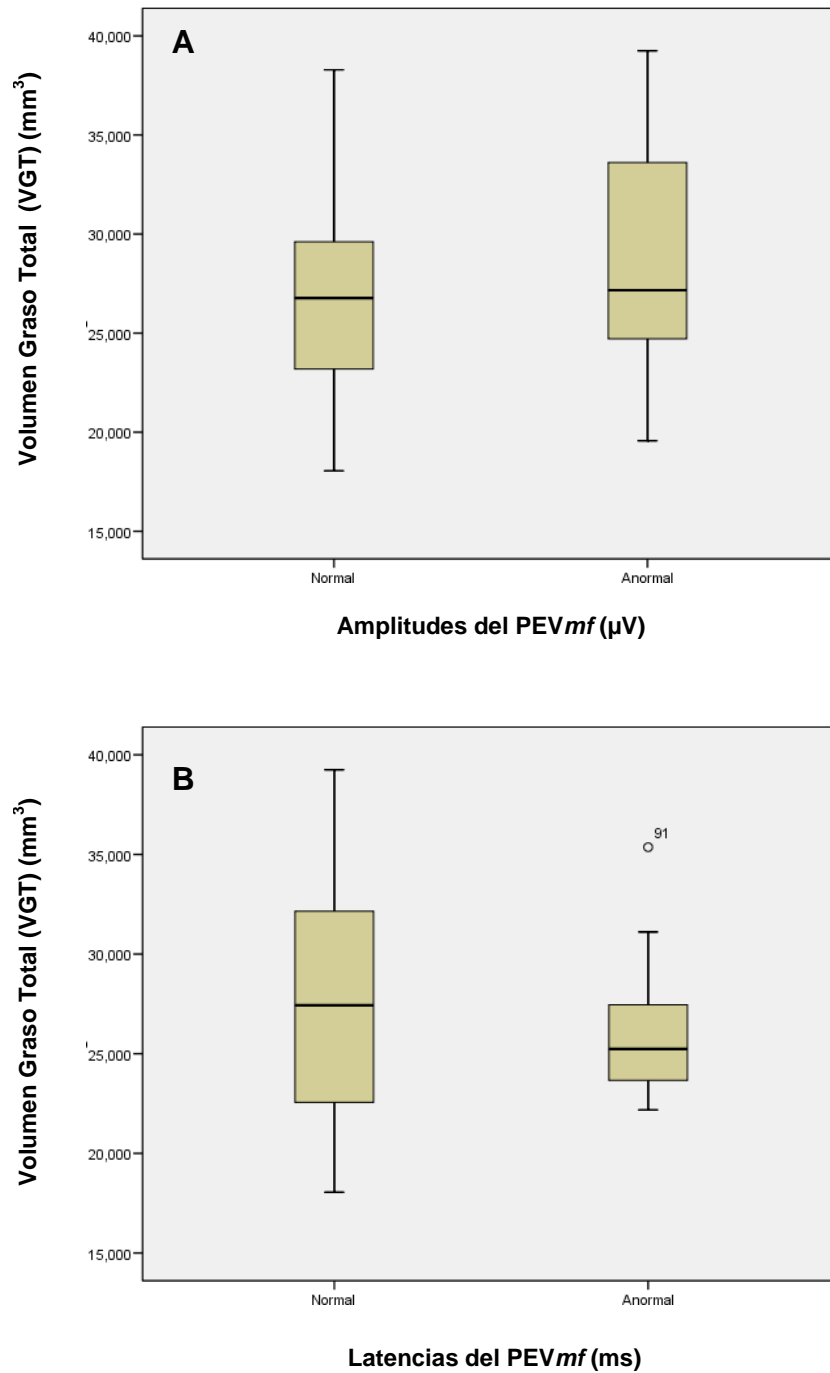 A
Volumen Graso Total (VGT) (mm³)
40,000
35,000
30,000
25,000
20,000
15,000
Normal
Anormal
Amplitudes del PEVmf (µV)
B
Volumen Graso Total (VGT) (mm³)
40,000
35,000
30,000
25,000
20,000
15,000
91
Normal
Anormal
Latencias del PEVmf (ms)